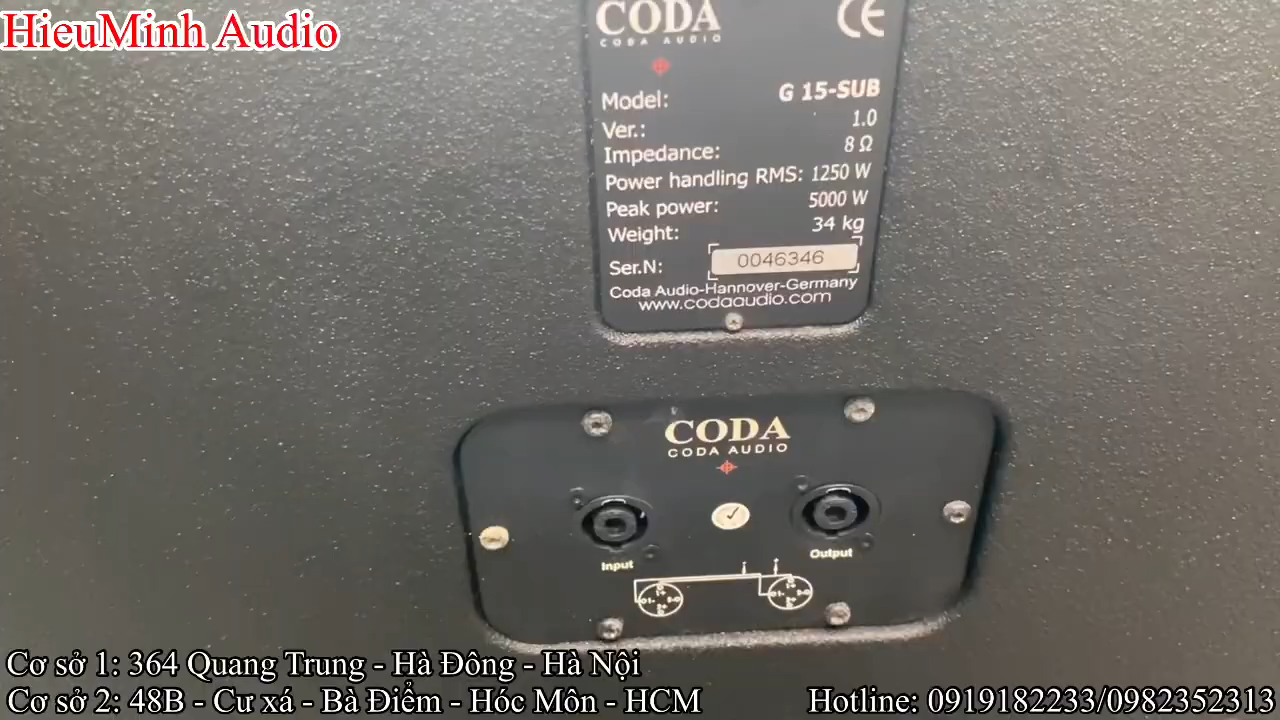 HieuMinh Audio
CODA
CODA AUDIO
CE
Model: G 15-SUB
Ver.: 1.0
Impedance: 8 Ω
Power handling RMS: 1250 W
Peak power: 5000 W
Weight: 34 kg
Ser.N: 0046346
Coda Audio-Hannover-Germany
www.codaaudio.com
CODA
CODA AUDIO
Input
Output
Cơ sở 1: 364 Quang Trung - Hà Đông - Hà Nội
Cơ sở 2: 48B - Cư xá - Bà Điểm - Hóc Môn - HCM
Hotline: 0919182233/0982352313